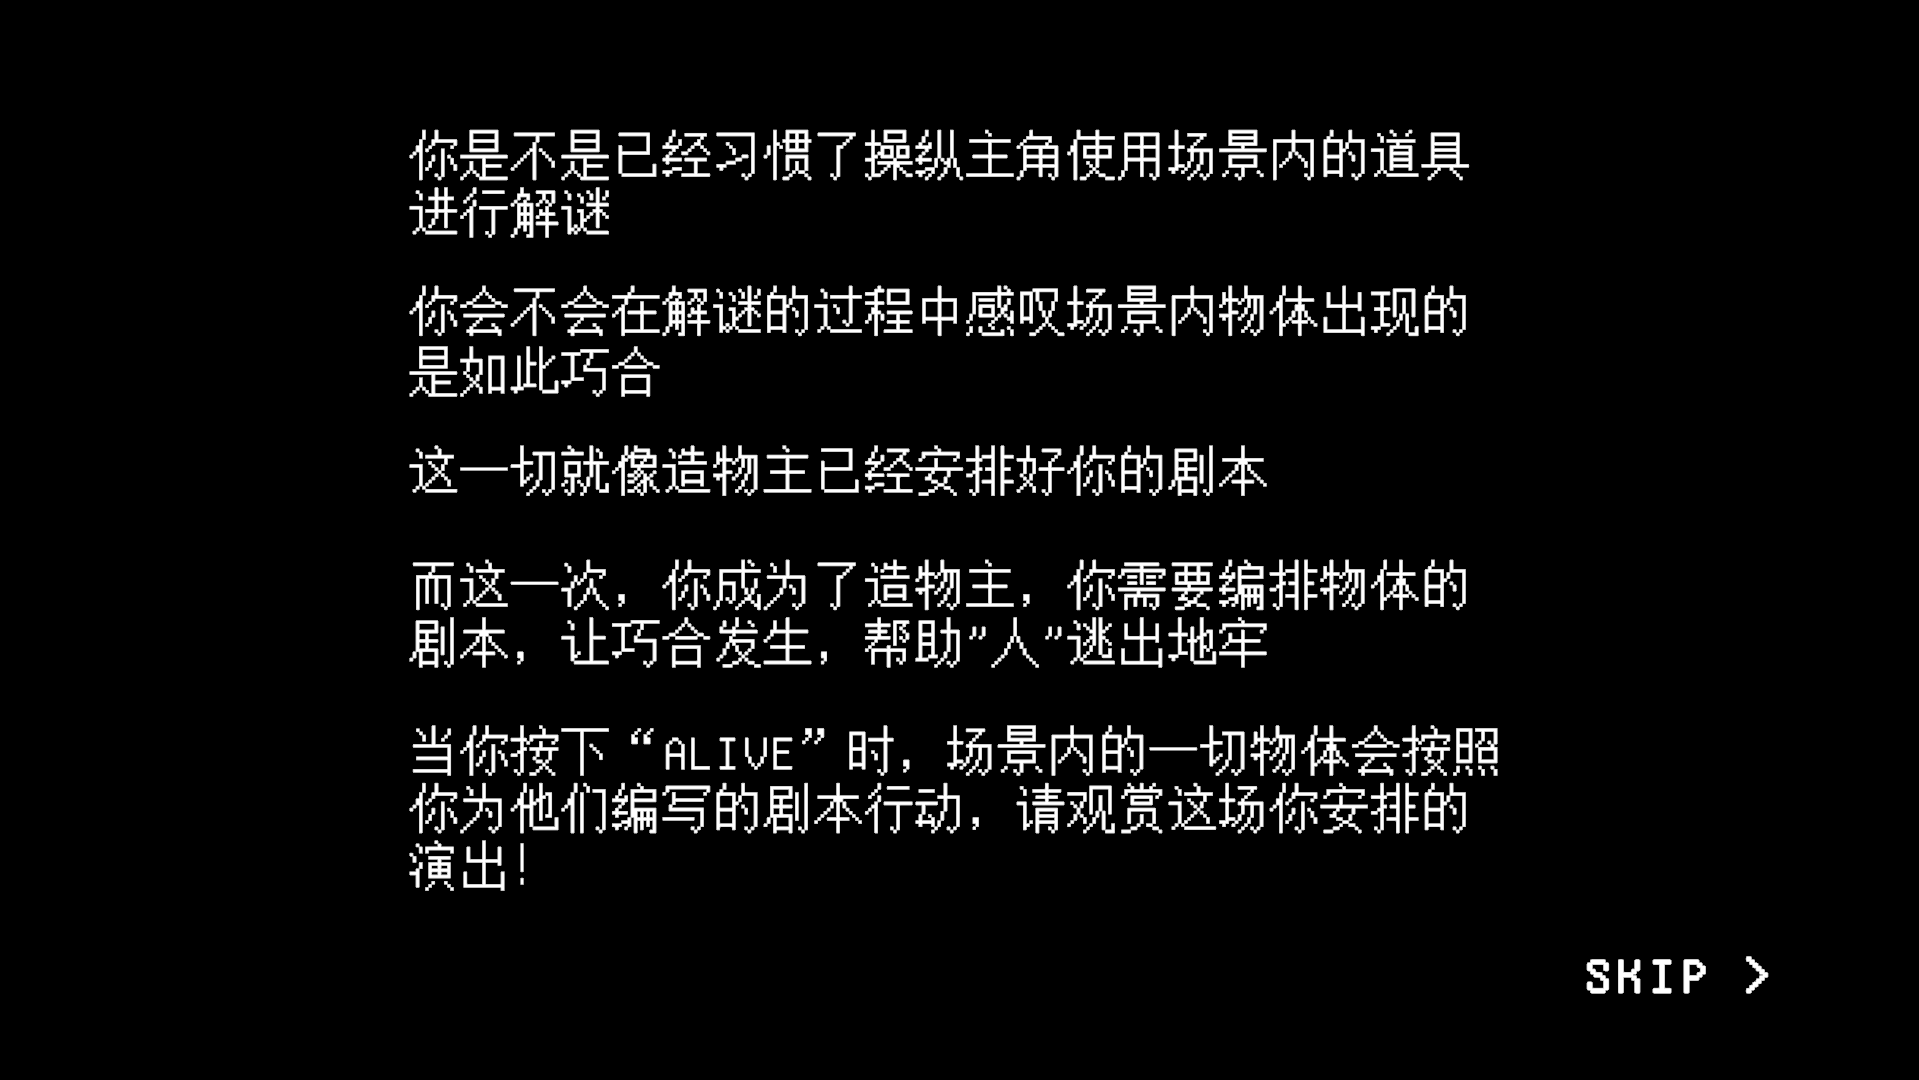 你是不是已经习惯了操纵主角使用场景内的道具
进行解谜
你会不会在解谜的过程中感叹场景内物体出现的
是如此巧合
这一切就像造物主已经安排好你的剧本
而这一次，你成为了造物主，你需要编排物体的
剧本，让巧合发生，帮助"人"逃出地牢
当你按下“ALIVE”时，场景内的一切物体会按照
你为他们编写的剧本行动，请观赏这场你安排的
演出！
SKIP >